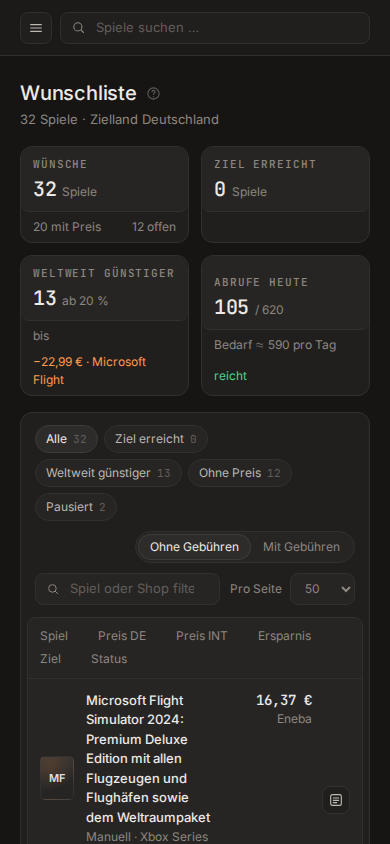 Spiele suchen ...
Wunschliste
32 Spiele · Zielland Deutschland
WÜNSCHE
32 Spiele
20 mit Preis 12 offen
ZIEL ERREICHT
0 Spiele
WELTWEIT GÜNSTIGER
13 ab 20 %
bis
−22,99 € · Microsoft
Flight
ABRUFE HEUTE
105 / 620
Bedarf ≈ 590 pro Tag
reicht
Alle 32 Ziel erreicht 0
Weltweit günstiger 13 Ohne Preis 12
Pausiert 2
Ohne Gebühren Mit Gebühren
Spiel oder Shop filte Pro Seite 50
Spiel Preis DE Preis INT Ersparnis
Ziel Status
MF
Microsoft Flight
Simulator 2024:
Premium Deluxe
Edition mit allen
Flugzeugen und
Flughäfen sowie
dem Weltraumpaket
Manuell · Xbox Series
16,37 €
Eneba